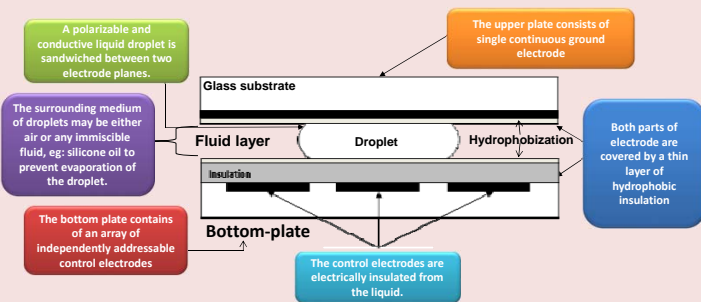 A polarizable and
conductive liquid droplet is
sandwiched between two
electrode planes.
The upper plate consists of
single continuous ground
electrode
The surrounding medium
of droplets may be either
air or any immiscible
fluid, eg: silicone oil to
prevent evaporation of
the droplet.
Glass substrate
Fluid layer
Droplet
Hydrophobization
Insulation
Both parts of
electrode are
covered by a thin
layer of
hydrophobic
insulation
The bottom plate contains
of an array of
independently addressable
control electrodes
Bottom-plate
The control electrodes are
electrically insulated from
the liquid.